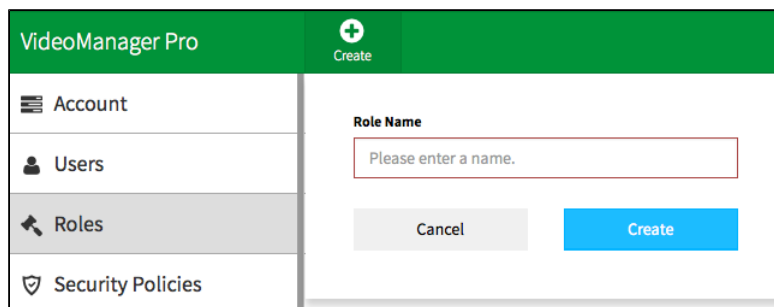 VideoManager Pro
Create
Account
Users
Roles
Security Policies
Role Name
Please enter a name.
Cancel
Create